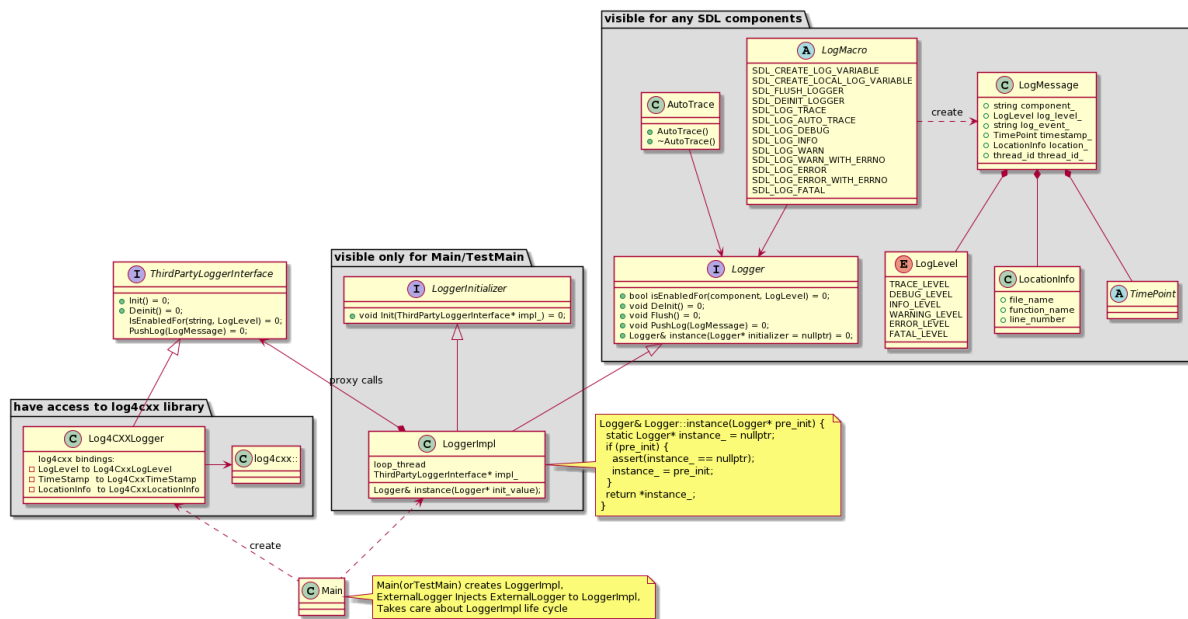 visible for any SDL components
A LogMacro
SDL_CREATE_LOG_VARIABLE
SDL_CREATE_LOCAL_LOG_VARIABLE
SDL_FLUSH_LOGGER
SDL_DEINIT_LOGGER
SDL_LOG_TRACE
SDL_LOG_AUTO_TRACE
SDL_LOG_DEBUG
SDL_LOG_INFO
SDL_LOG_WARN
SDL_LOG_WARN_WITH_ERRNO
SDL_LOG_ERROR
SDL_LOG_ERROR_WITH_ERRNO
SDL_LOG_FATAL
C AutoTrace
AutoTrace()
~AutoTrace()
create
C LogMessage
string component_
LogLevel log_level_
string log_event_
TimePoint timestamp_
LocationInfo location_
thread_id thread_id_
I Logger
bool isEnabledFor(component, LogLevel) = 0;
void DeInit() = 0;
void Flush() = 0;
void PushLog(LogMessage) = 0;
Logger& instance(Logger* initializer = nullptr) = 0;
E LogLevel
TRACE_LEVEL
DEBUG_LEVEL
INFO_LEVEL
WARNING_LEVEL
ERROR_LEVEL
FATAL_LEVEL
C LocationInfo
file_name
function_name
line_number
A TimePoint
visible only for Main/TestMain
I LoggerInitializer
void Init(ThirdPartyLoggerInterface* impl_) = 0;
I ThirdPartyLoggerInterface
Init() = 0;
Deinit() = 0;
IsEnabledFor(string, LogLevel) = 0;
PushLog(LogMessage) = 0;
proxy calls
have access to log4cxx library
C Log4CXXLogger
log4cxx bindings:
LogLevel to Log4CxxLogLevel
TimeStamp to Log4CxxTimeStamp
LocationInfo to Log4CxxLocationInfo
C log4cxx::
C LoggerImpl
loop_thread
ThirdPartyLoggerInterface* impl_
Logger& instance(Logger* init_value);
Logger& Logger::instance(Logger* pre_init) {
static Logger* instance_ = nullptr;
if (pre_init) {
assert(instance_ == nullptr);
instance_ = pre_init;
}
return *instance_;
}
create
C Main
Main(orTestMain) creates LoggerImpl,
ExternalLogger Injects ExternalLogger to LoggerImpl,
Takes care about LoggerImpl life cycle